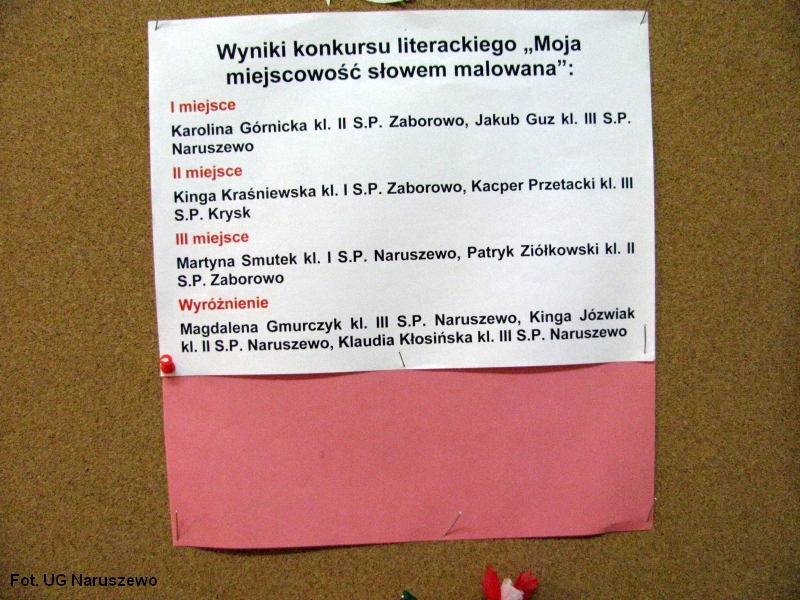 Wyniki konkursu literackiego „Moja
miejscowość słowem malowana”:
I miejsce
Karolina Górnicka kl. II S.P. Zaborowo, Jakub Guz kl. III S.P.
Naruszewo
II miejsce
Kinga Kraśniewska kl. I S.P. Zaborowo, Kacper Przetacki kl. III
S.P. Krysk
III miejsce
Martyna Smutek kl. I S.P. Naruszewo, Patryk Ziółkowski kl. II
S.P. Zaborowo
Wyróżnienie
Magdalena Gmurczyk kl. III S.P. Naruszewo, Kinga Józwiak
kl. II S.P. Naruszewo, Klaudia Kłosińska kl. III S.P. Naruszewo
Fot. UG Naruszewo